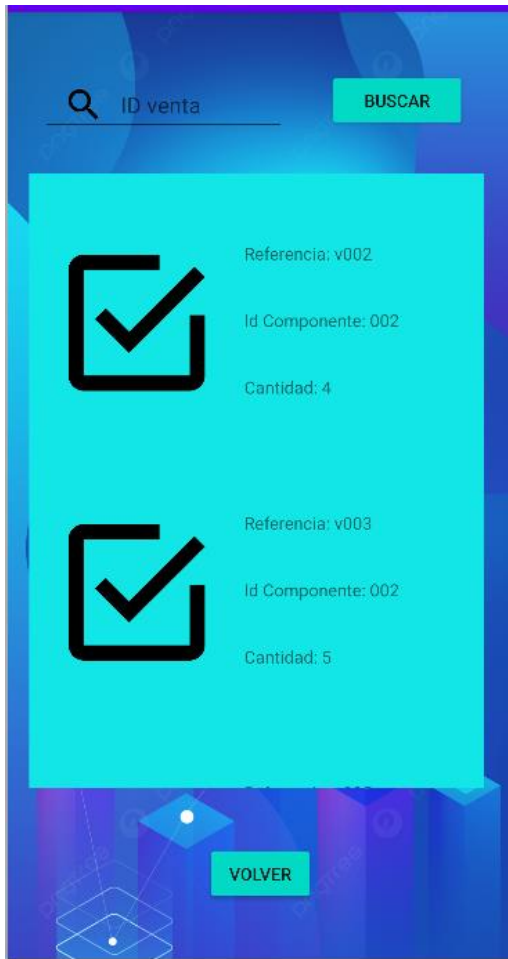 ID venta
BUSCAR
Referencia: v002
Id Componente: 002
Cantidad: 4
Referencia: v003
Id Componente: 002
Cantidad: 5
VOLVER